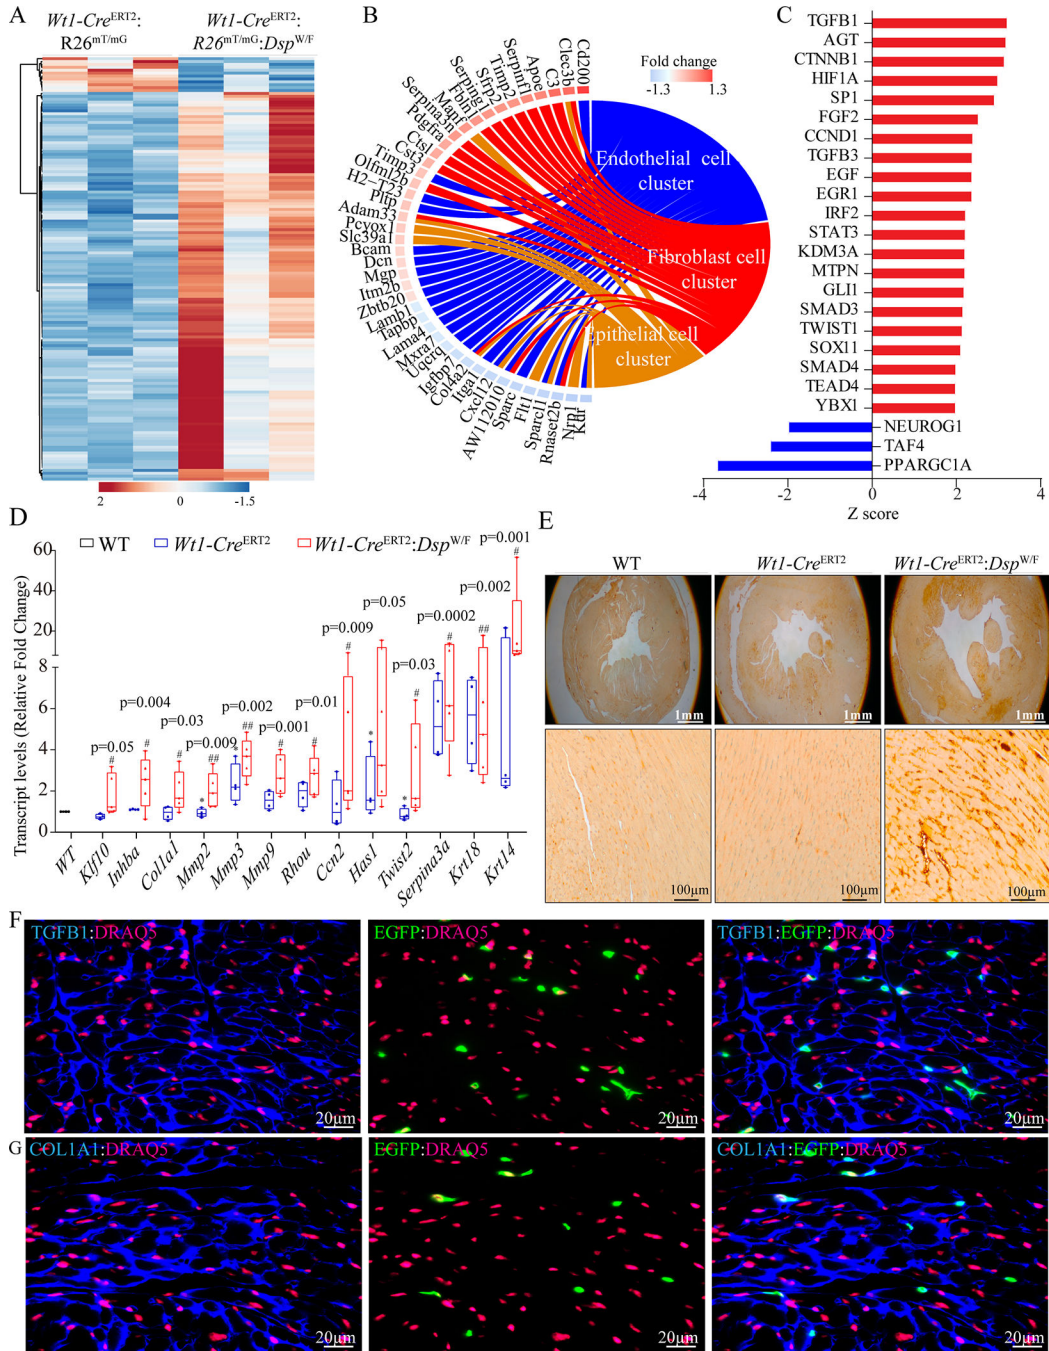 A
Wt1-CreERT2:
R26mT/mG
Wt1-CreERT2:
R26mT/mG:DspW/F
2
0
-1.5
B
Fold change
-1.3
1.3
Cd200
Clec3b
C3
Apoe
Serpinf1
Timp2
Sfrp2
Serping1
Fbln1
Mapf
Serpina3n
Pdgfra
Ctsl
Cst3
Timp3
Olfml2b
H2-T23
Pltp
Adam33
Pcyox1
Slc39a1
Bcam
Dcn
Mgp
Itm2b
Zbtb20
Lamb1
Tapbp
Lama4
Mxra7
Uqcrq
Igfbp7
Col4a2
Itga1
Cxcl12
AW112010
Sparc
Flt1
Sparcl1
Rnaset2b
Nrp1
Kdr
Endothelial cell
cluster
Fibroblast cell
cluster
Epithelial cell
cluster
C
TGFB1
AGT
CTNNB1
HIF1A
SP1
FGF2
CCND1
TGFB3
EGF
EGR1
IRF2
STAT3
KDM3A
MTPN
GLI1
SMAD3
TWIST1
SOX11
SMAD4
TEAD4
YBX1
NEUROG1
TAF4
PPARGC1A
-4
-2
0
2
4
Z score
D
WT
Wt1-CreERT2
Wt1-CreERT2:DspW/F
Transcript levels (Relative Fold Change)
60
40
20
8
6
4
2
0
p=0.05
p=0.004
p=0.03
p=0.009
p=0.002
p=0.001
p=0.01
p=0.009
p=0.05
p=0.03
p=0.0002
p=0.002
p=0.001
WT
Klf10
Inhba
Col1a1
Mmp2
Mmp3
Mmp9
Rhou
Ccn2
Has1
Twist2
Serpina3a
Krt18
Krt14
E
WT
Wt1-CreERT2
Wt1-CreERT2:DspW/F
1mm
1mm
1mm
100µm
100µm
100µm
F
TGFB1:DRAQ5
EGFP:DRAQ5
TGFB1:EGFP:DRAQ5
20µm
20µm
20µm
G
COL1A1:DRAQ5
EGFP:DRAQ5
COL1A1:EGFP:DRAQ5
20µm
20µm
20µm